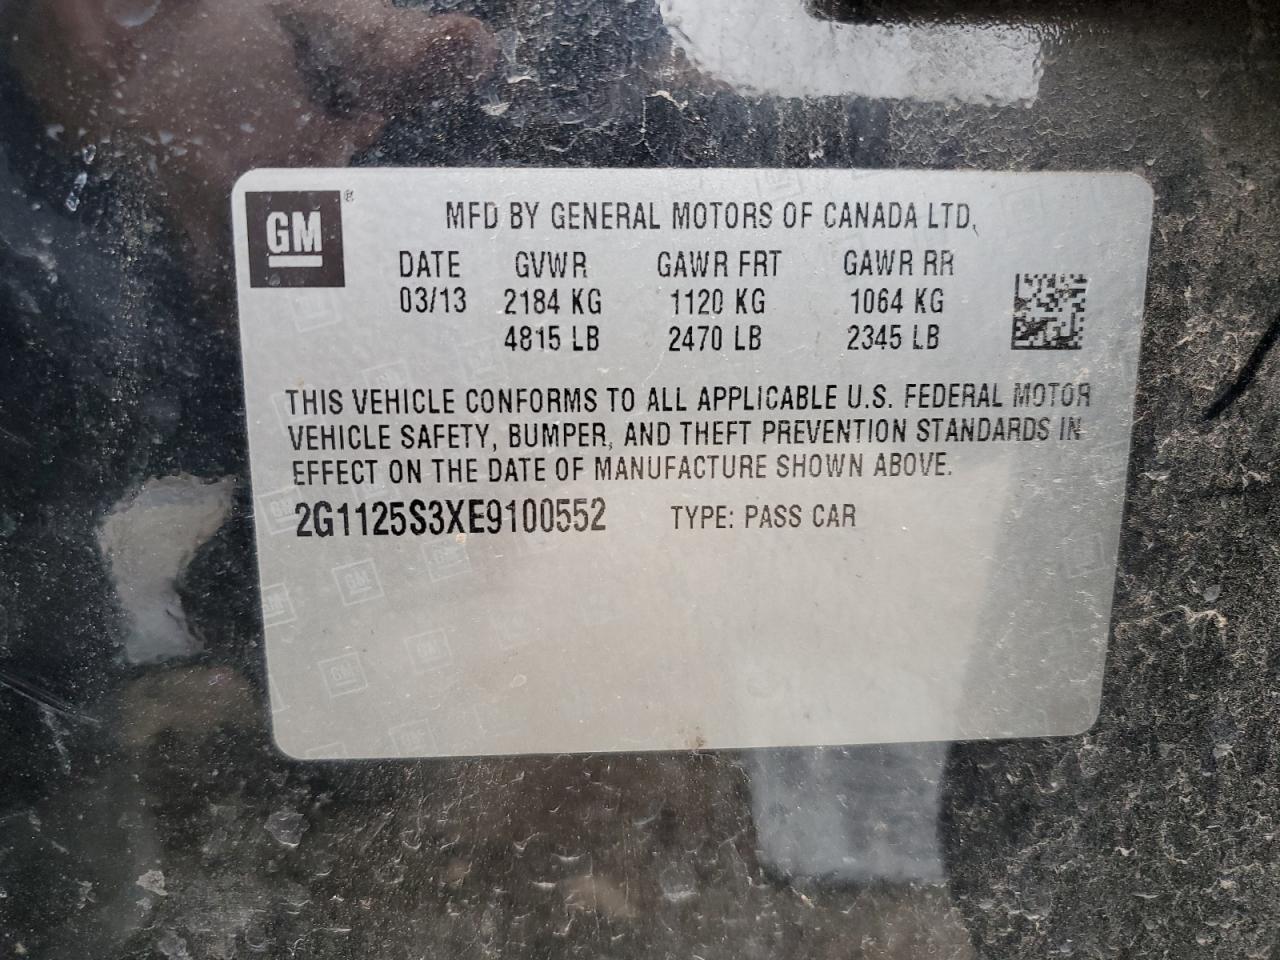 GM ®
MFD BY GENERAL MOTORS OF CANADA LTD.
DATE GVWR GAWR FRT GAWR RR
03/13 2184 KG 1120 KG 1064 KG
4815 LB 2470 LB 2345 LB
THIS VEHICLE CONFORMS TO ALL APPLICABLE U.S. FEDERAL MOTOR
VEHICLE SAFETY, BUMPER, AND THEFT PREVENTION STANDARDS IN
EFFECT ON THE DATE OF MANUFACTURE SHOWN ABOVE.
2G1125S3XE9100552 TYPE: PASS CAR